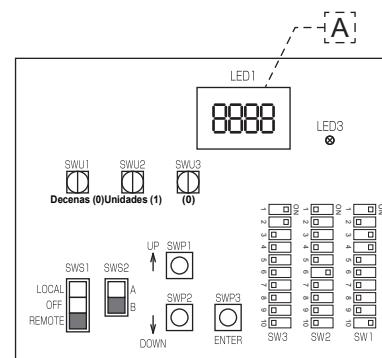 A
LED1
8888
LED3
SWU1 SWU2 SWU3
Decenas (0) Unidades (1) (0)
UP SWP1
SWS1 SWS2
LOCAL
OFF
REMOTE
A
B
SWP2 SWP3
DOWN ENTER
ON ON ON
1 1 1
2 2 2
3 3 3
4 4 4
5 5 5
6 6 6
7 7 7
8 8 8
9 9 9
10 10 10
SW3 SW2 SW1